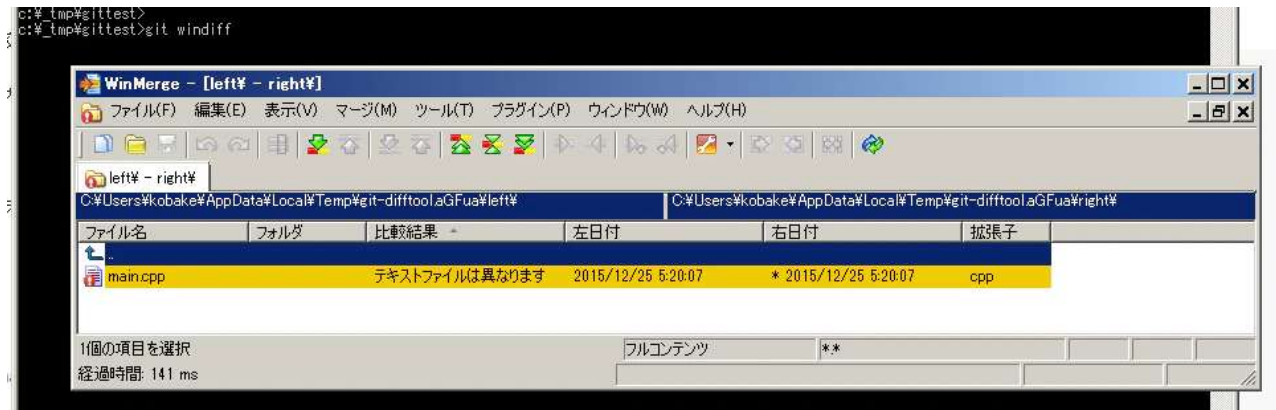 c:¥_tmp¥gittest>
c:¥_tmp¥gittest>git windiff
WinMerge - [left¥ - right¥]
ファイル(F) 編集(E) 表示(V) マージ(M) ツール(T) プラグイン(P) ウィンドウ(W) ヘルプ(H)
left¥ - right¥
C:¥Users¥kobake¥AppData¥Local¥Temp¥git-difftool.aGFua¥left¥ C:¥Users¥kobake¥AppData¥Local¥Temp¥git-difftool.aGFua¥right¥
ファイル名 フォルダ 比較結果 左日付 右日付 拡張子
..
main.cpp テキストファイルは異なります 2015/12/25 5:20:07 * 2015/12/25 5:20:07 cpp
1個の項目を選択 フルコンテンツ *.*
経過時間: 141 ms